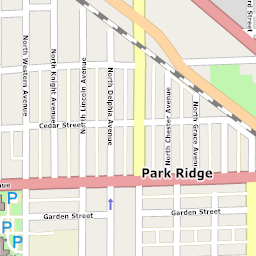 North Western Avenue
North Knight Avenue
North Lincoln Avenue
North Delphia Avenue
North Chester Avenue
North Grace Avenue
Cedar Street
Park Ridge
nue
Garden Street
Garden Street
P
P
P